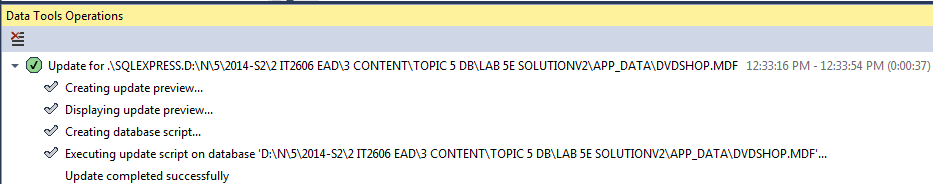 Data Tools Operations
Update for .\SQLEXPRESS.D:\N\5\2014-S2\2 IT2606 EAD\3 CONTENT\TOPIC 5 DB\LAB 5E SOLUTIONV2\APP_DATA\DVDSHOP.MDF 12:33:16 PM - 12:33:54 PM (0:00:37)
Creating update preview...
Displaying update preview...
Creating database script...
Executing update script on database 'D:\N\5\2014-S2\2 IT2606 EAD\3 CONTENT\TOPIC 5 DB\LAB 5E SOLUTIONV2\APP_DATA\DVDSHOP.MDF'...
Update completed successfully